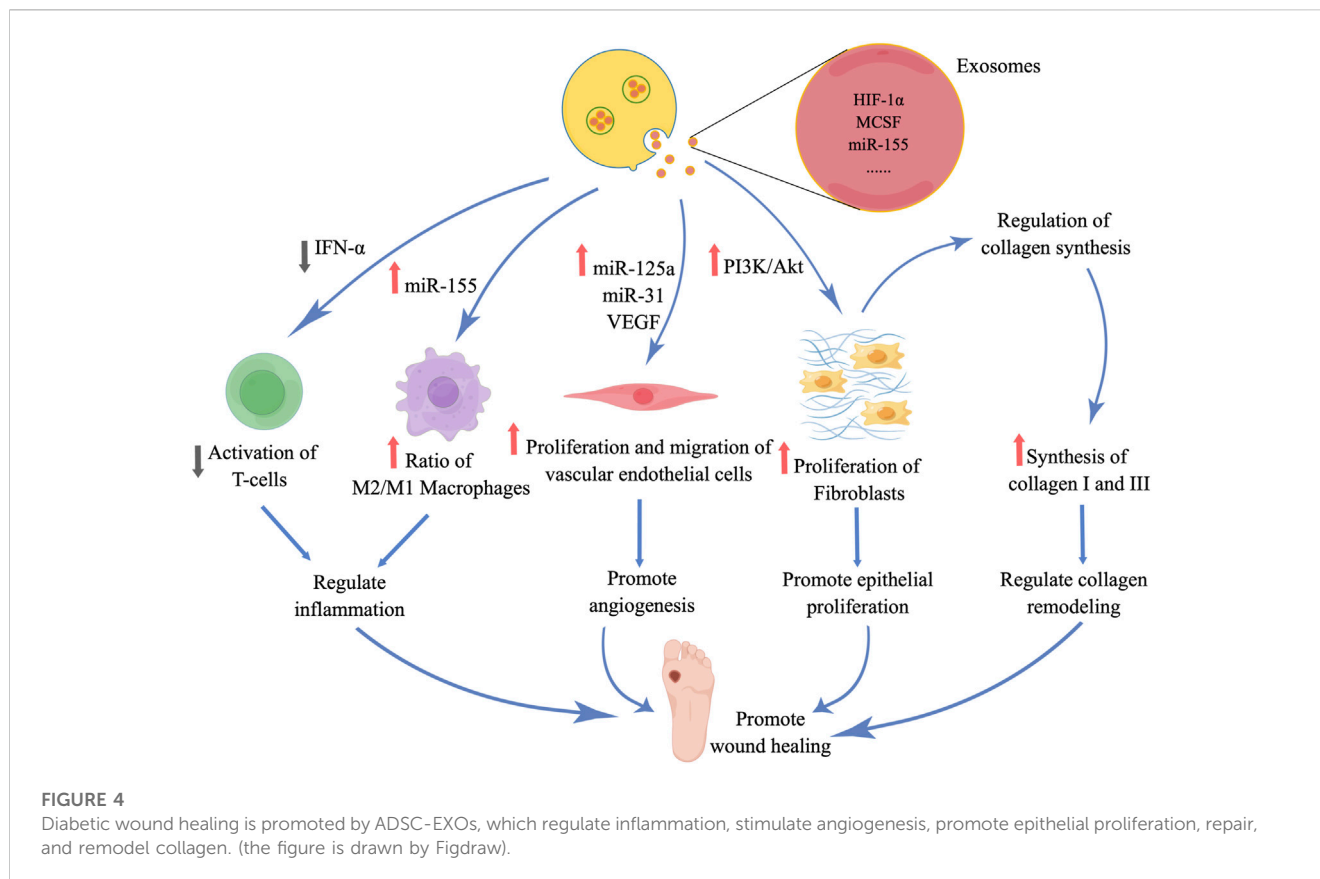 Exosomes
HIF-1α
MCSF
miR-155
......
IFN-α
miR-155
miR-125a
miR-31
VEGF
PI3K/Akt
Regulation of
collagen synthesis
Activation of
T-cells
Ratio of
M2/M1 Macrophages
Proliferation and migration of
vascular endothelial cells
Proliferation of
Fibroblasts
Synthesis of
collagen I and III
Regulate
inflammation
Promote
angiogenesis
Promote epithelial
proliferation
Regulate collagen
remodeling
Promote
wound healing
FIGURE 4
Diabetic wound healing is promoted by ADSC-EXOs, which regulate inflammation, stimulate angiogenesis, promote epithelial proliferation, repair,
and remodel collagen. (the figure is drawn by Figdraw).